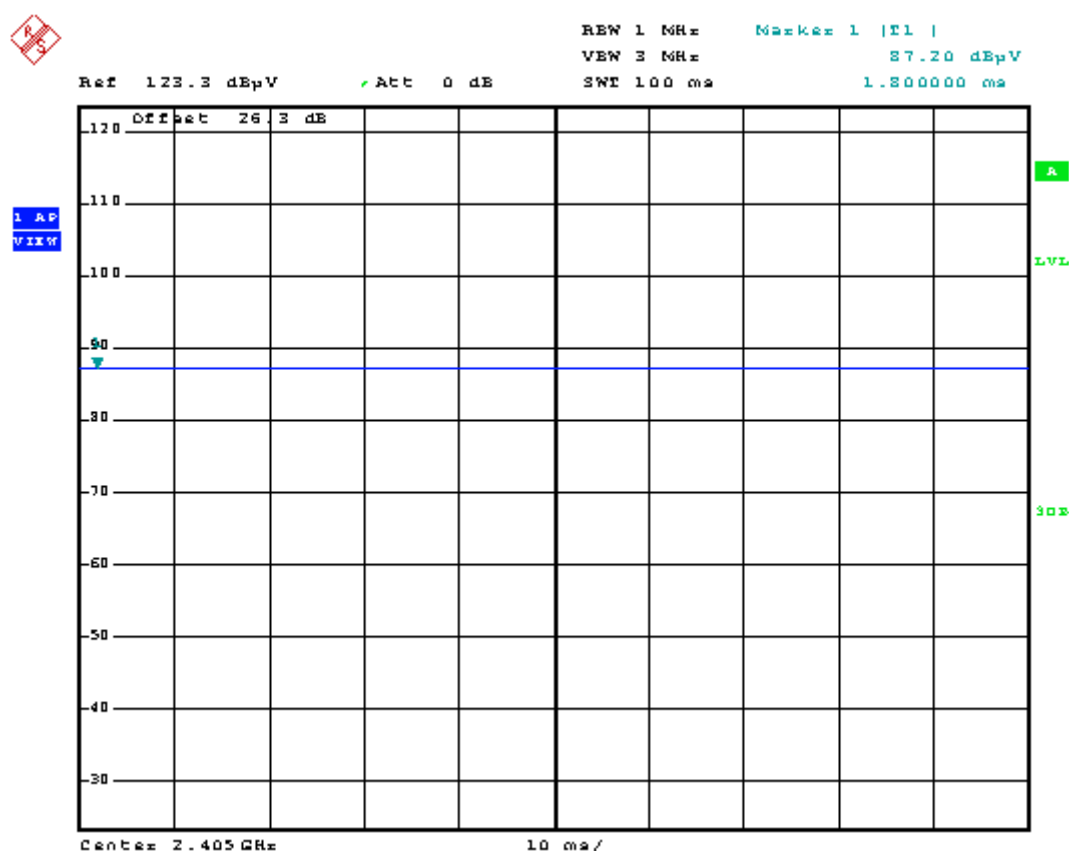 R&S
RBW 1 MHz Marker 1 [T1 ]
VBW 3 MHz 87.20 dBµV
Ref 123.3 dBµV Att 0 dB SWT 100 ms 1.800000 ms
Offset 26.3 dB
120
A
110
1 AP
VIEW
100
LVL
1
90
80
70
3DB
60
50
40
30
Center 2.405 GHz 10 ms/